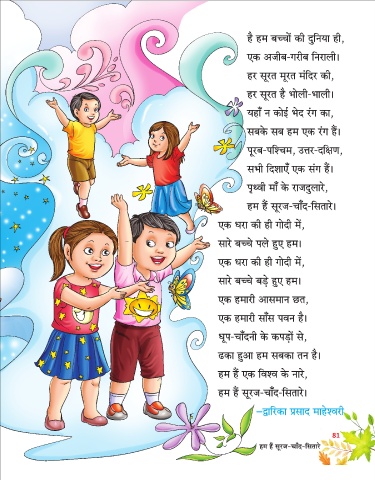 है हम बच्चों की दुनिया ही,
एक अजीब-गरीब निराली।
हर सूरत मूरत मंदिर की,
हर सूरत है भोली-भाली।
यहाँ न कोई भेद रंग का,
सबके सब हम एक रंग हैं।
पूरब-पश्चिम, उत्तर-दक्षिण,
सभी दिशाएँ एक संग हैं।
पृथ्वी माँ के राजदुलारे,
हम हैं सूरज-चाँद-सितारे।
एक धरा की ही गोदी में,
सारे बच्चे पले हुए हम।
एक धरा की ही गोदी में,
सारे बच्चे बड़े हुए हम।
एक हमारी आसमान छत,
एक हमारी साँस पवन है।
धूप-चाँदनी के कपड़ों से,
ढका हुआ हम सबका तन है।
हम हैं एक विश्व के नारे,
हम हैं सूरज-चाँद-सितारे।
–द्वारिका प्रसाद माहेश्वरी
81
हम हैं सूरज-चाँद-सितारे